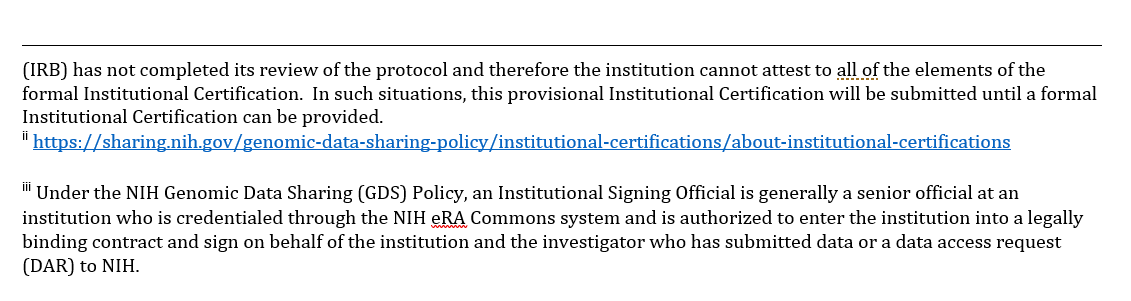 (IRB) has not completed its review of the protocol and therefore the institution cannot attest to all of the elements of the
formal Institutional Certification.  In such situations, this provisional Institutional Certification will be submitted until a formal
Institutional Certification can be provided.
ii https://sharing.nih.gov/genomic-data-sharing-policy/institutional-certifications/about-institutional-certifications
iii Under the NIH Genomic Data Sharing (GDS) Policy, an Institutional Signing Official is generally a senior official at an
institution who is credentialed through the NIH eRA Commons system and is authorized to enter the institution into a legally
binding contract and sign on behalf of the institution and the investigator who has submitted data or a data access request
(DAR) to NIH.